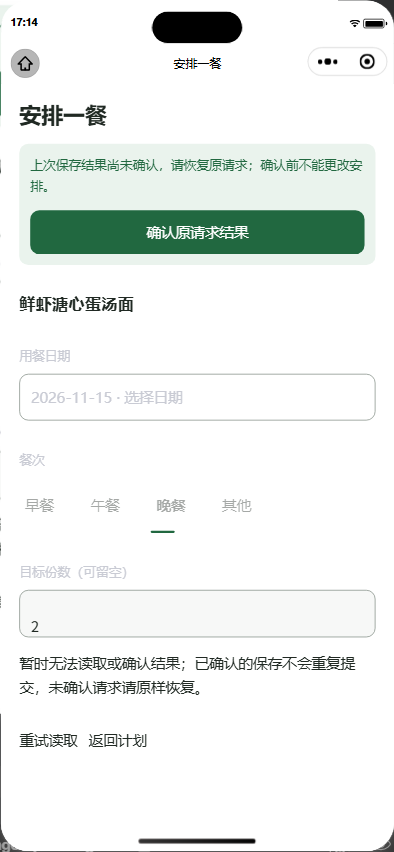 17:14
安排一餐
安排一餐
上次保存结果尚未确认，请恢复原请求；确认前不能更改安
排。
确认原请求结果
鲜虾溏心蛋汤面
用餐日期
2026-11-15 · 选择日期
餐次
早餐 午餐 晚餐 其他
目标份数（可留空）
2
暂时无法读取或确认结果；已确认的保存不会重复提
交，未确认请求请原样恢复。
重试读取 返回计划